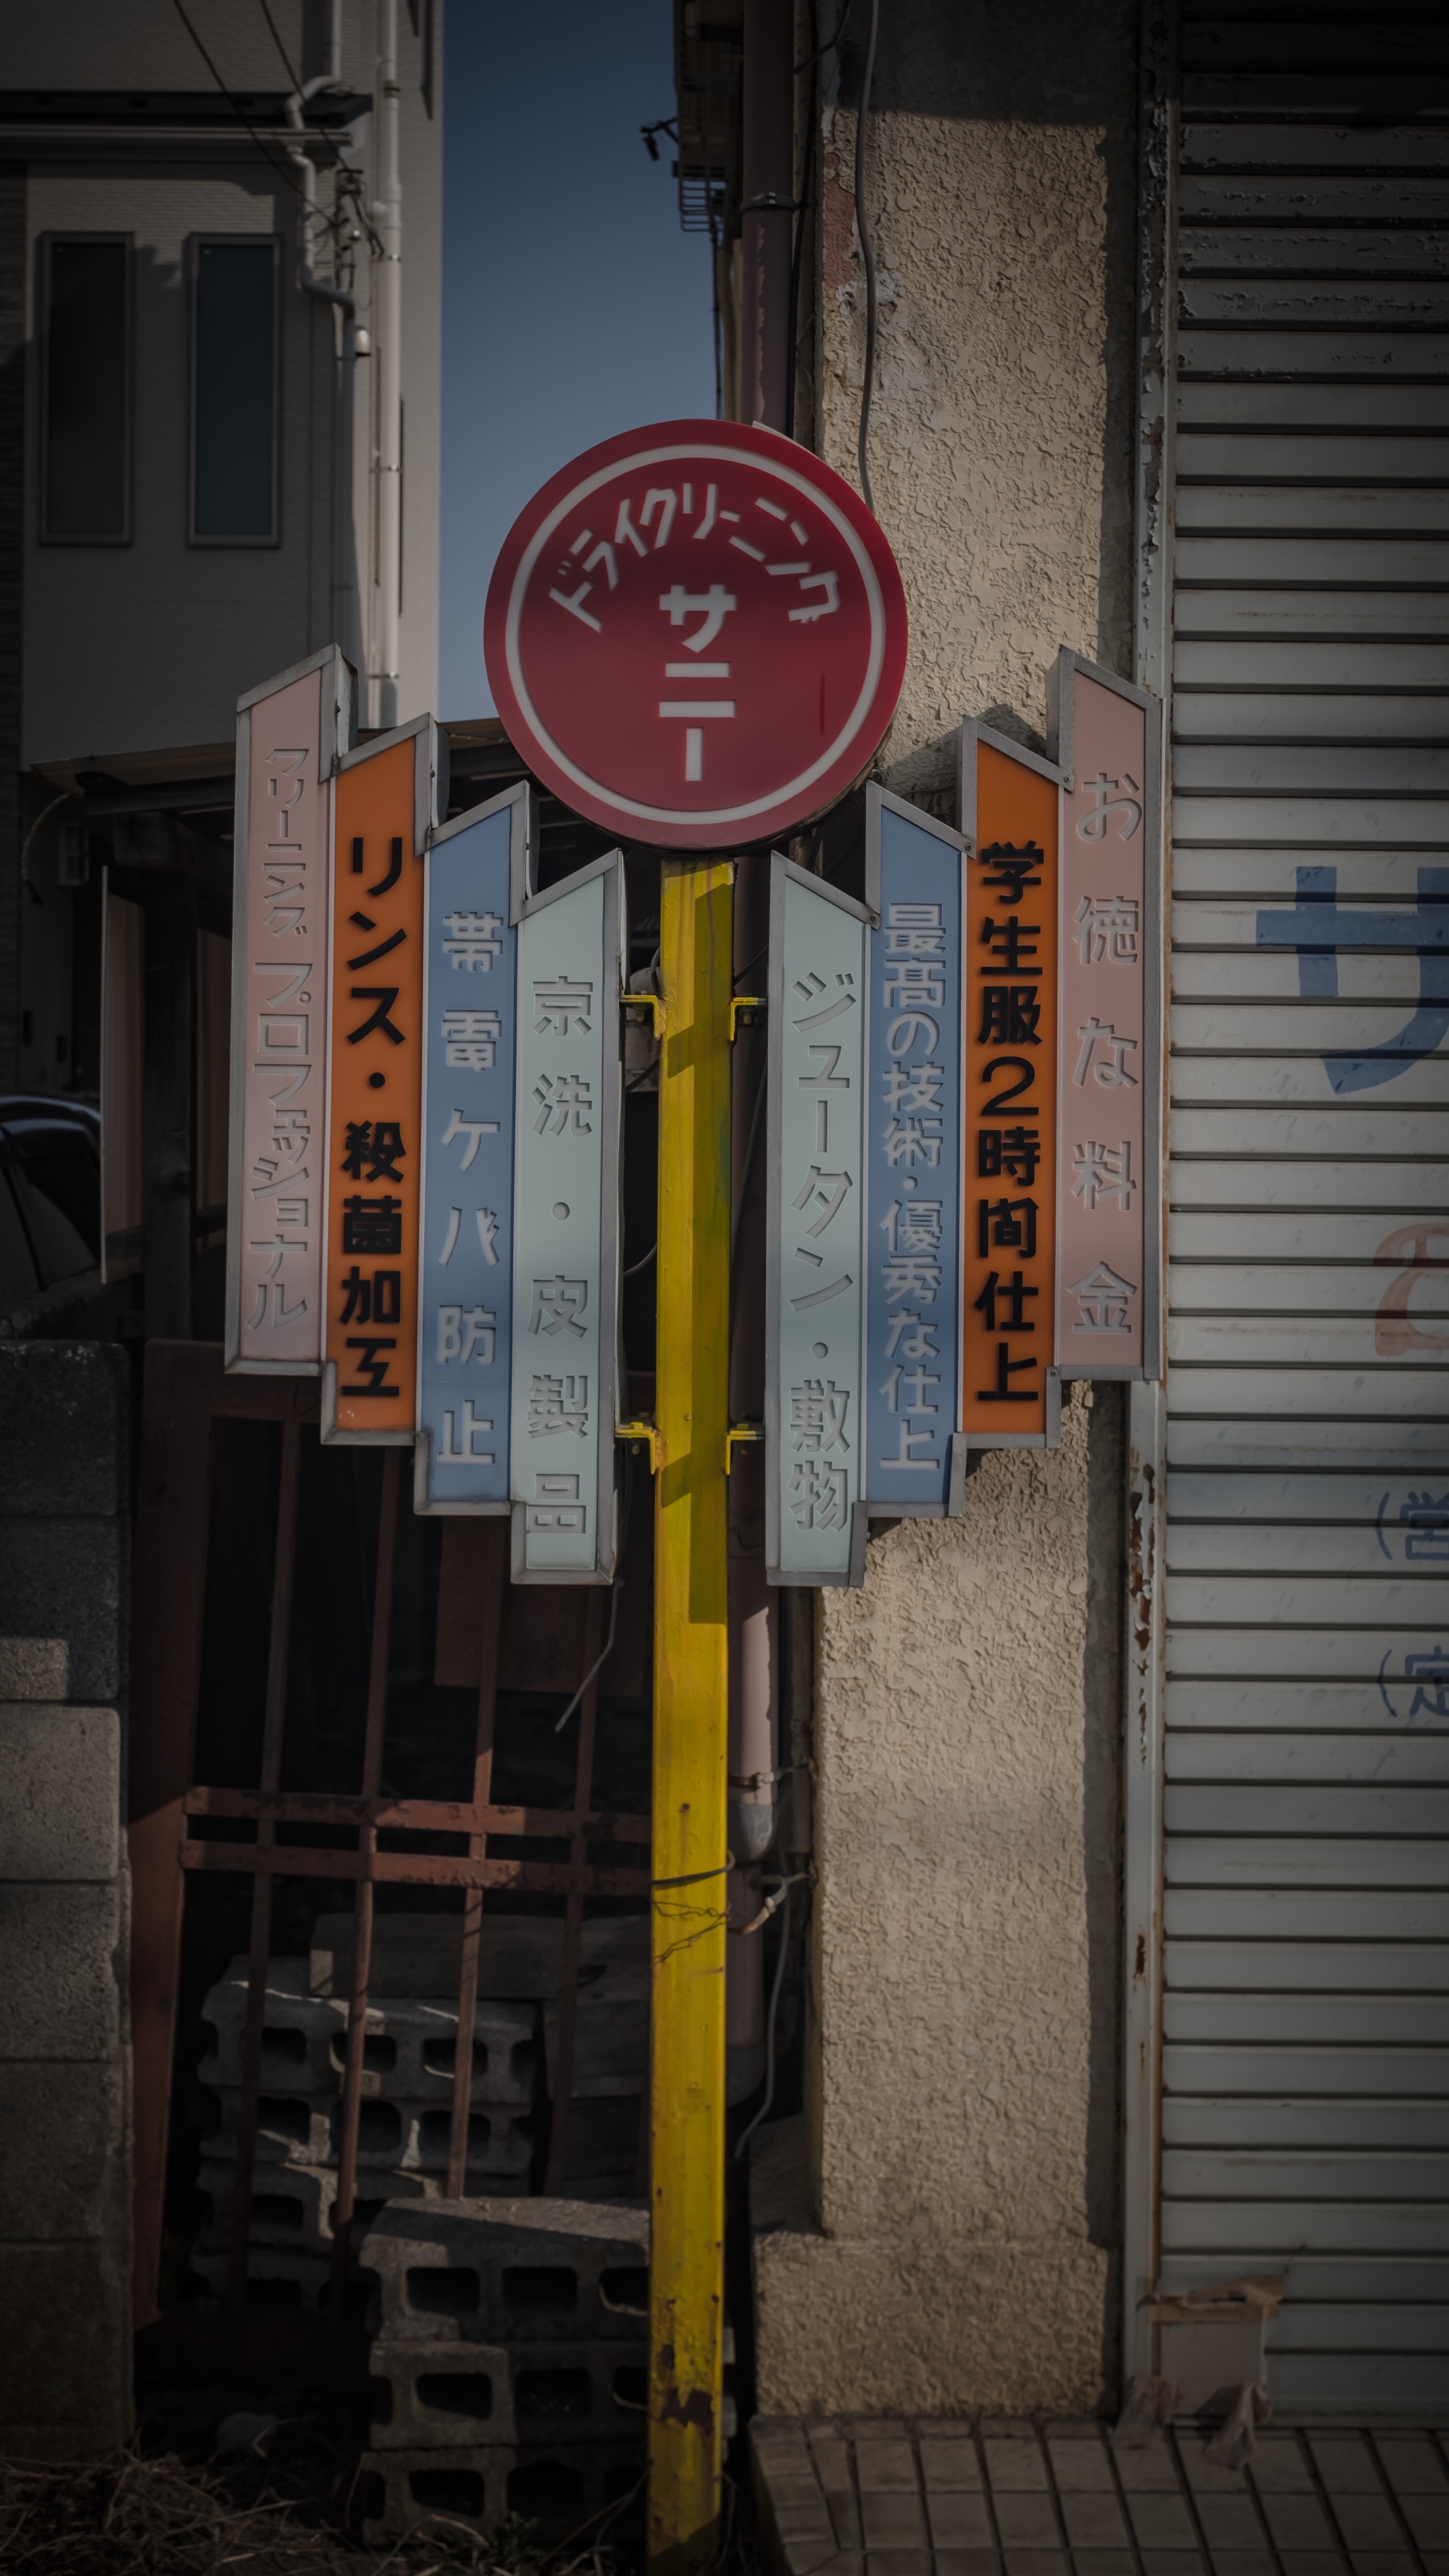 ドライクリーニング
サニー
クリーニング プロフェッショナル
リンス・殺菌加工
帯電ケバ防止
京洗・皮製品
ジュータン・敷物
最高の技術・優秀な仕上
学生服2時間仕上
お徳な料金
サ
(営
(定